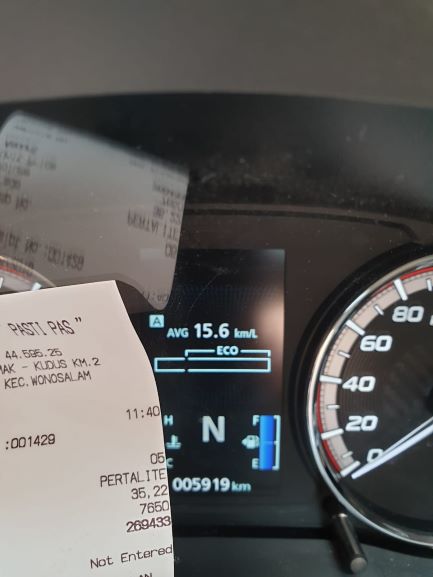 PASTI PAS"
44.595.25
MAK - KUDUS KM.2
KEC.WONOSALAM
11:40
:001429
05
PERTALITE
35,22
7650
269433
Not Entered
A
AVG 15.6 km/L
ECO
H
F
N
C
E
005919 km
80
60
40
20
0